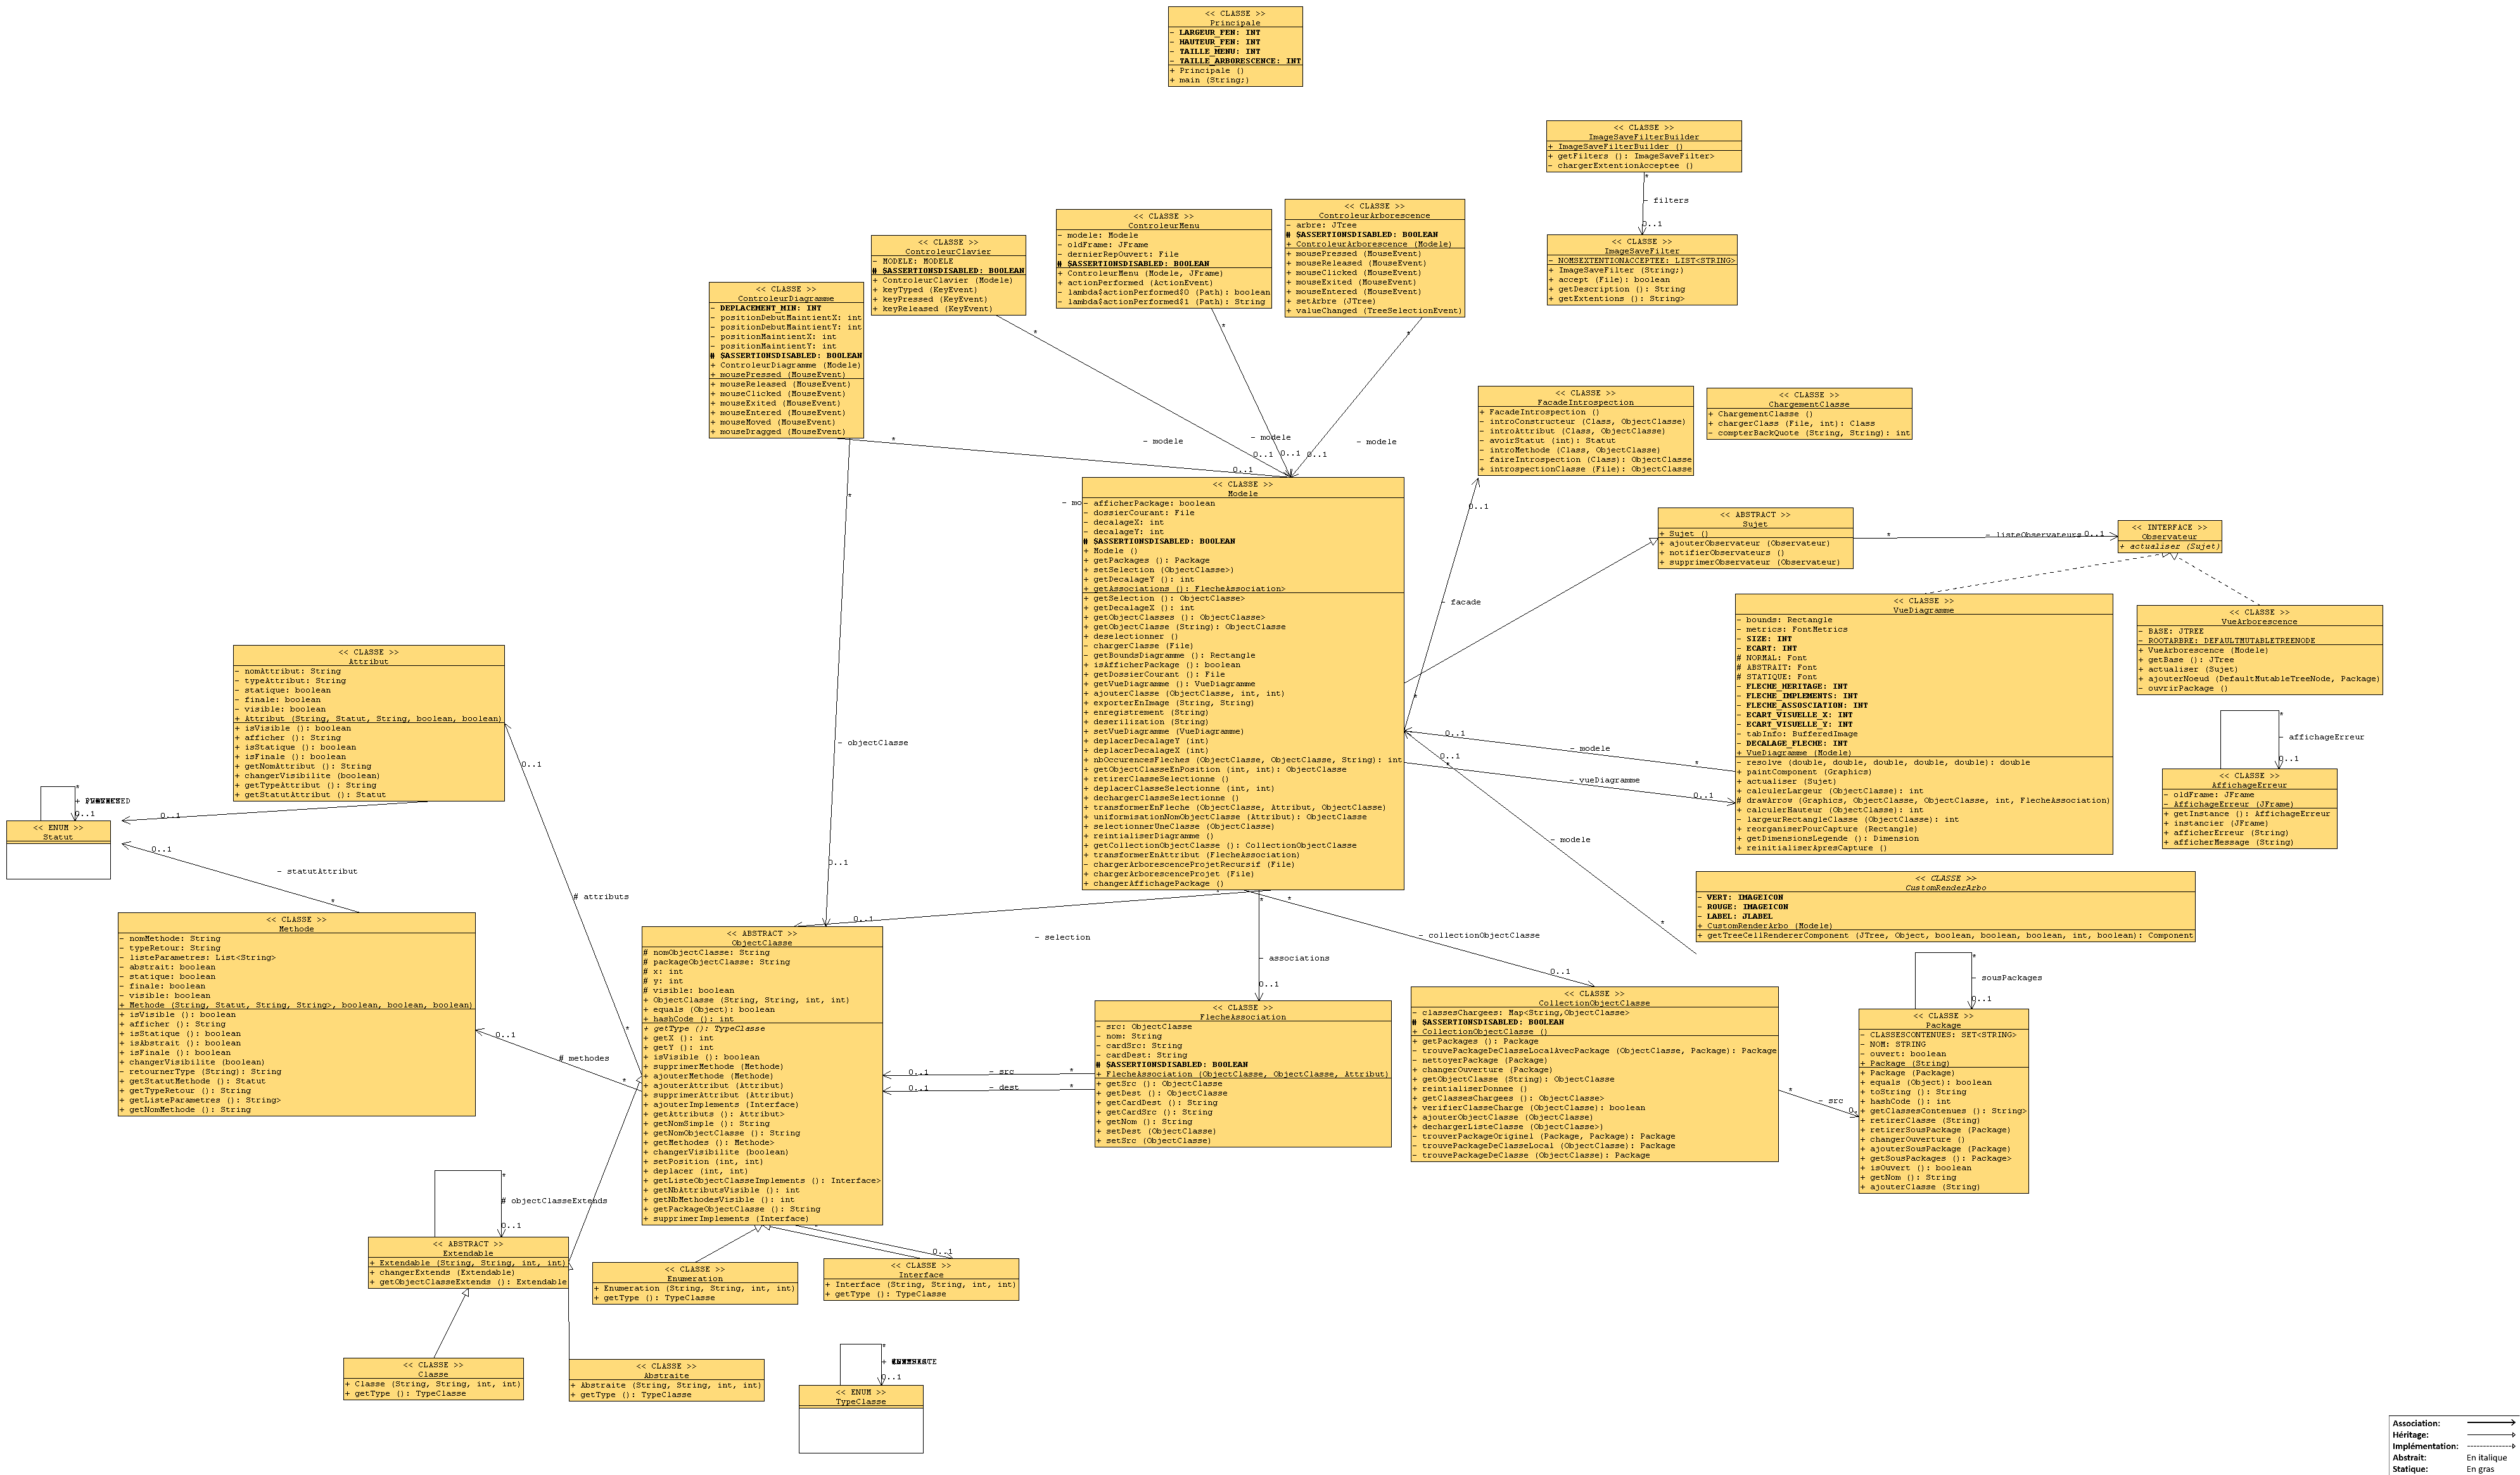 << CLASSE >>
Principale
- LARGEUR_FEN: INT
- HAUTEUR_FEN: INT
- TAILLE_MENU: INT
- TAILLE_ARBORESCENCE: INT
+ Principale ()
+ main (String;)
<< CLASSE >>
ImageSaveFilterBuilder
+ ImageSaveFilterBuilder ()
+ getFilters (): ImageSaveFilter>
- chargerExtentionAcceptee ()
*
- filters
0..1
<< CLASSE >>
ImageSaveFilter
- NOMSEXTENTIONACCEPTEE: LIST<STRING>
+ ImageSaveFilter (String;)
+ accept (File): boolean
+ getDescription (): String
+ getExtentions (): String>
<< CLASSE >>
ControleurArborescence
- arbre: JTree
# $ASSERTIONSDISABLED: BOOLEAN
+ ControleurArborescence (Modele)
+ mousePressed (MouseEvent)
+ mouseReleased (MouseEvent)
+ mouseClicked (MouseEvent)
+ mouseExited (MouseEvent)
+ mouseEntered (MouseEvent)
+ setArbre (JTree)
+ valueChanged (TreeSelectionEvent)
<< CLASSE >>
ControleurMenu
- modele: Modele
- oldFrame: JFrame
- dernierRepOuvert: File
# $ASSERTIONSDISABLED: BOOLEAN
+ ControleurMenu (Modele, JFrame)
+ actionPerformed (ActionEvent)
- lambda$actionPerformed$0 (Path): boolean
- lambda$actionPerformed$1 (Path): String
<< CLASSE >>
ControleurClavier
- MODELE: MODELE
# $ASSERTIONSDISABLED: BOOLEAN
+ ControleurClavier (Modele)
+ keyTyped (KeyEvent)
+ keyPressed (KeyEvent)
+ keyReleased (KeyEvent)
<< CLASSE >>
ControleurDiagramme
- DEPLACEMENT_MIN: INT
- positionDebutMaintientX: int
- positionDebutMaintientY: int
- positionMaintientX: int
- positionMaintientY: int
# $ASSERTIONSDISABLED: BOOLEAN
+ ControleurDiagramme (Modele)
+ mousePressed (MouseEvent)
+ mouseReleased (MouseEvent)
+ mouseClicked (MouseEvent)
+ mouseExited (MouseEvent)
+ mouseEntered (MouseEvent)
+ mouseMoved (MouseEvent)
+ mouseDragged (MouseEvent)
*
*
*
*
- modele
- modele
- modele
0..1
0..1
0..1
0..1
- mo
*
- objectClasse
0..1
<< CLASSE >>
FacadeIntrospection
+ FacadeIntrospection ()
- introConstructeur (Class, ObjectClasse)
- introAttribut (Class, ObjectClasse)
- avoirStatut (int): Statut
- introMethode (Class, ObjectClasse)
- faireIntrospection (Class): ObjectClasse
+ introspectionClasse (File): ObjectClasse
<< CLASSE >>
ChargementClasse
+ ChargementClasse ()
+ chargerClass (File, int): Class
- compterBackQuote (String, String): int
<< CLASSE >>
Modele
- afficherPackage: boolean
- dossierCourant: File
- decalageX: int
- decalageY: int
# $ASSERTIONSDISABLED: BOOLEAN
+ Modele ()
+ getPackages (): Package
+ setSelection (ObjectClasse>)
+ getDecalageY (): int
+ getAssociations (): FlecheAssociation>
+ getSelection (): ObjectClasse>
+ getDecalageX (): int
+ getObjectClasses (): ObjectClasse>
+ getObjectClasse (String): ObjectClasse
+ deselectionner ()
- chargerClasse (File)
- getBoundsDiagramme (): Rectangle
+ isAfficherPackage (): boolean
+ getDossierCourant (): File
+ getVueDiagramme (): VueDiagramme
+ ajouterClasse (ObjectClasse, int, int)
+ exporterEnImage (String, String)
+ enregistrement (String)
+ deserilization (String)
+ setVueDiagramme (VueDiagramme)
+ deplacerDecalageY (int)
+ deplacerDecalageX (int)
+ nbOccurencesFleches (ObjectClasse, ObjectClasse, String): int
+ getObjectClasseEnPosition (int, int): ObjectClasse
+ retirerClasseSelectionne ()
+ deplacerClasseSelectionne (int, int)
+ dechargerClasseSelectionne ()
+ transformerEnFleche (ObjectClasse, Attribut, ObjectClasse)
+ uniformisationNomObjectClasse (Attribut): ObjectClasse
+ selectionnerUneClasse (ObjectClasse)
+ reintialiserDiagramme ()
+ getCollectionObjectClasse (): CollectionObjectClasse
+ transformerEnAttribut (FlecheAssociation)
- chargerArborescenceProjetRecursif (File)
+ chargerArborescenceProjet (File)
+ changerAffichagePackage ()
0..1
- facade
*
<< ABSTRACT >>
Sujet
+ Sujet ()
+ ajouterObservateur (Observateur)
+ notifierObservateurs ()
+ supprimerObservateur (Observateur)
*
- listeObservateurs
0..1
<< INTERFACE >>
Observateur
+ actualiser (Sujet)
<< CLASSE >>
VueDiagramme
- bounds: Rectangle
- metrics: FontMetrics
- SIZE: INT
- ECART: INT
# NORMAL: Font
# ABSTRAIT: Font
# STATIQUE: Font
- FLECHE_HERITAGE: INT
- FLECHE_IMPLEMENTS: INT
- FLECHE_ASSOSCIATION: INT
- ECART_VISUELLE_X: INT
- ECART_VISUELLE_Y: INT
- tabInfo: BufferedImage
- DECALAGE_FLECHE: INT
+ VueDiagramme (Modele)
- resolve (double, double, double, double, double): double
+ paintComponent (Graphics)
+ actualiser (Sujet)
+ calculerLargeur (ObjectClasse): int
# drawArrow (Graphics, ObjectClasse, ObjectClasse, int, FlecheAssociation)
+ calculerHauteur (ObjectClasse): int
- largeurRectangleClasse (ObjectClasse): int
+ reorganiserPourCapture (Rectangle)
+ getDimensionsLegende (): Dimension
+ reinitialiserApresCapture ()
0..1
- modele
*
*
- vueDiagramme
0..1
0..1
- modele
*
<< CLASSE >>
VueArborescence
- BASE: JTREE
- ROOTARBRE: DEFAULTMUTABLETREENODE
+ VueArborescence (Modele)
+ getBase (): JTree
+ actualiser (Sujet)
+ ajouterNoeud (DefaultMutableTreeNode, Package)
- ouvrirPackage ()
*
- affichageErreur
0..1
<< CLASSE >>
AffichageErreur
- oldFrame: JFrame
- AffichageErreur (JFrame)
+ getInstance (): AffichageErreur
+ instancier (JFrame)
+ afficherErreur (String)
+ afficherMessage (String)
<< CLASSE >>
CustomRenderArbo
- VERT: IMAGEICON
- ROUGE: IMAGEICON
- LABEL: JLABEL
+ CustomRenderArbo (Modele)
+ getTreeCellRendererComponent (JTree, Object, boolean, boolean, boolean, int, boolean): Component
<< CLASSE >>
Attribut
- nomAttribut: String
- typeAttribut: String
- statique: boolean
- finale: boolean
- visible: boolean
+ Attribut (String, Statut, String, boolean, boolean)
+ isVisible (): boolean
+ afficher (): String
+ isStatique (): boolean
+ isFinale (): boolean
+ getNomAttribut (): String
+ changerVisibilite (boolean)
+ getTypeAttribut (): String
+ getStatutAttribut (): Statut
*
0..1
<< ENUM >>
Statut
0..1
0..1
- statutAttribut
*
<< CLASSE >>
Methode
- nomMethode: String
- typeRetour: String
- listeParametres: List<String>
- abstrait: boolean
- statique: boolean
- finale: boolean
- visible: boolean
+ Methode (String, Statut, String, String>, boolean, boolean, boolean)
+ isVisible (): boolean
+ afficher (): String
+ isStatique (): boolean
+ isAbstrait (): boolean
+ isFinale (): boolean
+ changerVisibilite (boolean)
- retournerType (String): String
+ getStatutMethode (): Statut
+ getTypeRetour (): String
+ getListeParametres (): String>
+ getNomMethode (): String
0..1
# attributs
*
0..1
# methodes
*
<< ABSTRACT >>
ObjectClasse
# nomObjectClasse: String
# packageObjectClasse: String
# x: int
# y: int
# visible: boolean
+ ObjectClasse (String, String, int, int)
+ equals (Object): boolean
+ hashCode (): int
+ getType (): TypeClasse
+ getX (): int
+ getY (): int
+ isVisible (): boolean
+ supprimerMethode (Methode)
+ ajouterMethode (Methode)
+ ajouterAttribut (Attribut)
+ supprimerAttribut (Attribut)
+ ajouterImplements (Interface)
+ getAttributs (): Attribut>
+ getNomSimple (): String
+ getNomObjectClasse (): String
+ getMethodes (): Methode>
+ changerVisibilite (boolean)
+ setPosition (int, int)
+ deplacer (int, int)
+ getListeObjectClasseImplements (): Interface>
+ getNbAttributsVisible (): int
+ getNbMethodesVisible (): int
+ getPackageObjectClasse (): String
+ supprimerImplements (Interface)
0..1
- selection
*
- associations
0..1
*
- collectionObjectClasse
0..1
<< CLASSE >>
FlecheAssociation
- src: ObjectClasse
- nom: String
- cardSrc: String
- cardDest: String
# $ASSERTIONSDISABLED: BOOLEAN
+ FlecheAssociation (ObjectClasse, ObjectClasse, Attribut)
+ getSrc (): ObjectClasse
+ getDest (): ObjectClasse
+ getCardDest (): String
+ getCardSrc (): String
+ getNom (): String
+ setDest (ObjectClasse)
+ setSrc (ObjectClasse)
0..1
- src
*
0..1
- dest
*
<< CLASSE >>
CollectionObjectClasse
- classesChargees: Map<String,ObjectClasse>
# $ASSERTIONSDISABLED: BOOLEAN
+ CollectionObjectClasse ()
+ getPackages (): Package
- trouvePackageDeClasseLocalAvecPackage (ObjectClasse, Package): Package
- nettoyerPackage (Package)
+ changerOuverture (Package)
+ getObjectClasse (String): ObjectClasse
+ reintialiserDonnee ()
+ getClassesChargees (): ObjectClasse>
+ verifierClasseCharge (ObjectClasse): boolean
+ ajouterObjectClasse (ObjectClasse)
+ dechargerListeClasse (ObjectClasse>)
- trouverPackageOriginel (Package, Package): Package
- trouvePackageDeClasseLocal (ObjectClasse): Package
- trouvePackageDeClasse (ObjectClasse): Package
*
- src
*
- sousPackages
0..1
<< CLASSE >>
Package
- CLASSESCONTENUES: SET<STRING>
- NOM: STRING
- ouvert: boolean
+ Package (String)
+ Package (Package)
+ equals (Object): boolean
+ toString (): String
+ hashCode (): int
+ getClassesContenues (): String>
+ retirerClasse (String)
+ retirerSousPackage (Package)
+ changerOuverture ()
+ ajouterSousPackage (Package)
+ getSousPackages (): Package>
+ isOuvert (): boolean
+ getNom (): String
+ ajouterClasse (String)
*
# objectClasseExtends
0..1
<< ABSTRACT >>
Extendable
+ Extendable (String, String, int, int)
+ changerExtends (Extendable)
+ getObjectClasseExtends (): Extendable
<< CLASSE >>
Enumeration
+ Enumeration (String, String, int, int)
+ getType (): TypeClasse
0..1
<< CLASSE >>
Interface
+ Interface (String, String, int, int)
+ getType (): TypeClasse
<< CLASSE >>
Classe
+ Classe (String, String, int, int)
+ getType (): TypeClasse
<< CLASSE >>
Abstraite
+ Abstraite (String, String, int, int)
+ getType (): TypeClasse
*
0..1
<< ENUM >>
TypeClasse
Association:
Héritage:
Implémentation:
Abstrait: En italique
Statique: En gras